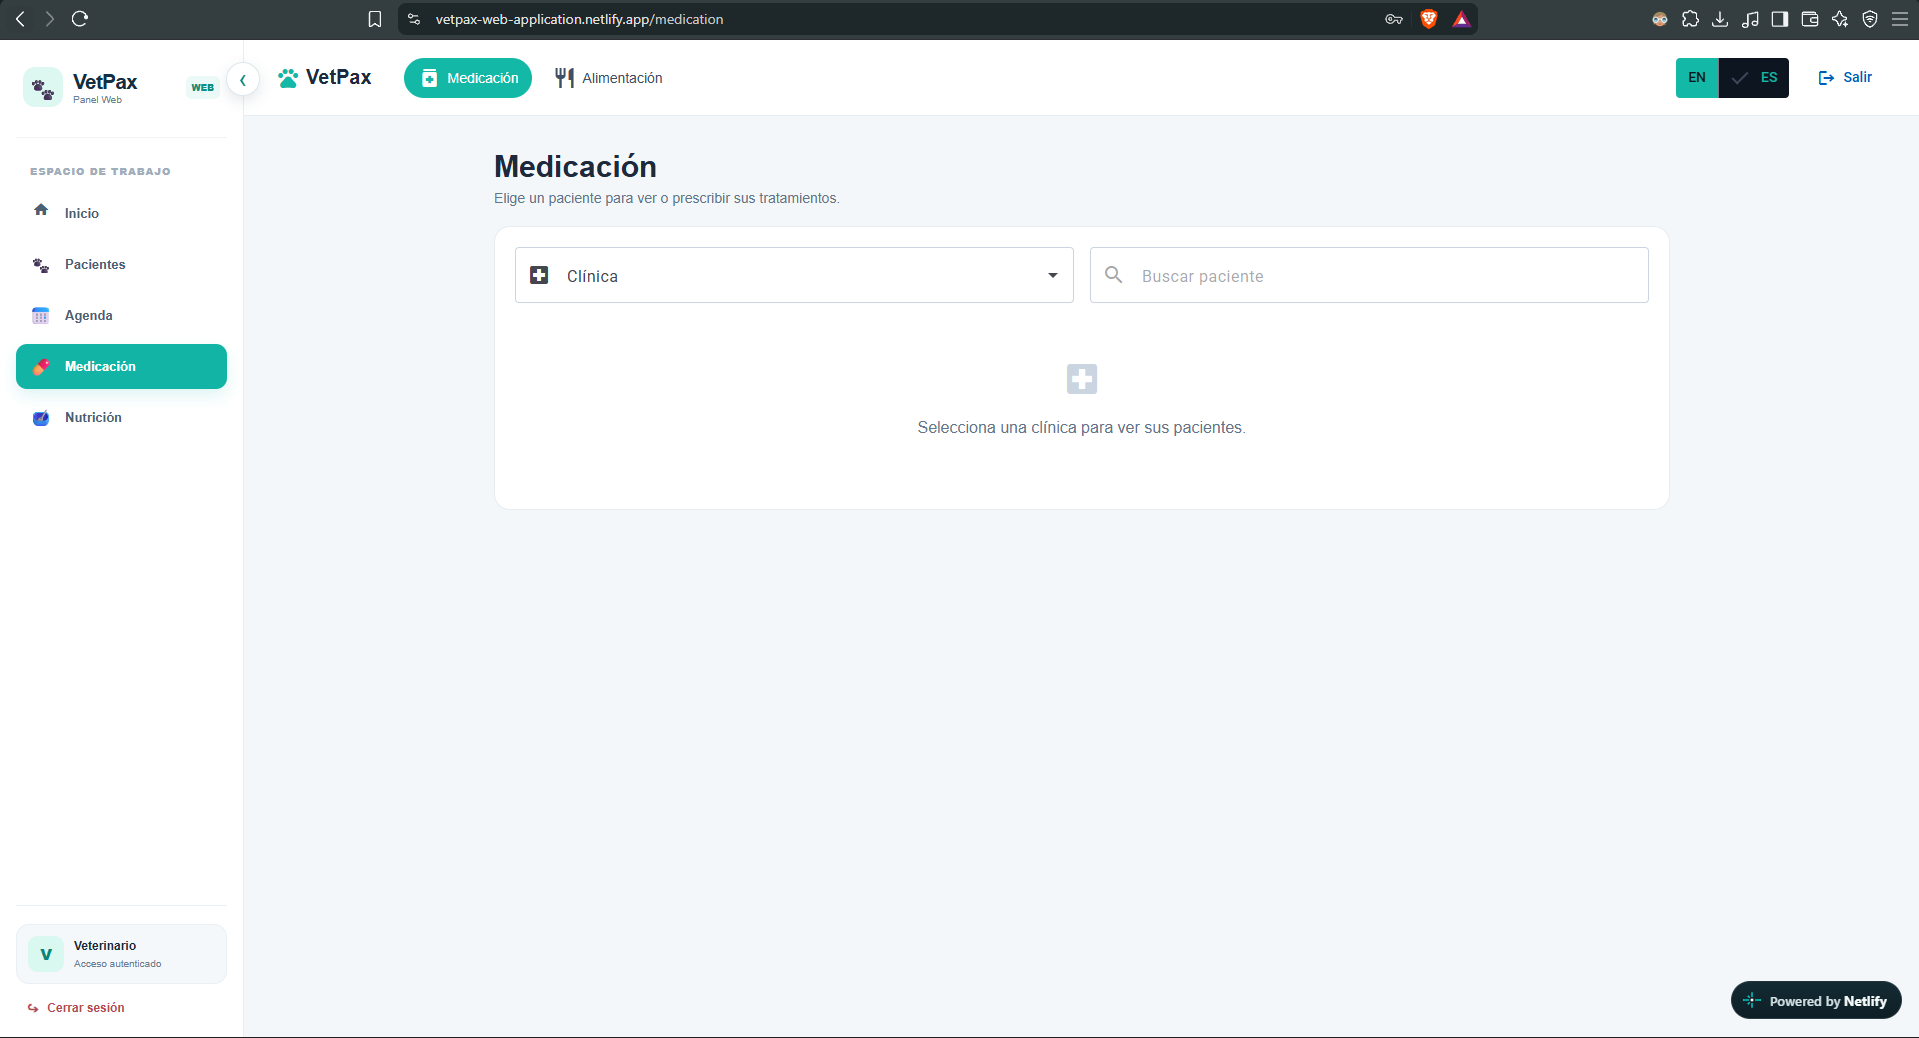 vetpax-web-application.netlify.app/medication
VetPax
Panel Web
WEB
ESPACIO DE TRABAJO
Inicio
Pacientes
Agenda
Medicación
Nutrición
Veterinario
Acceso autenticado
V
Cerrar sesión
VetPax
Medicación
Alimentación
EN
ES
Salir
Medicación
Elige un paciente para ver o prescribir sus tratamientos.
Clínica
Buscar paciente
Selecciona una clínica para ver sus pacientes.
Powered by Netlify